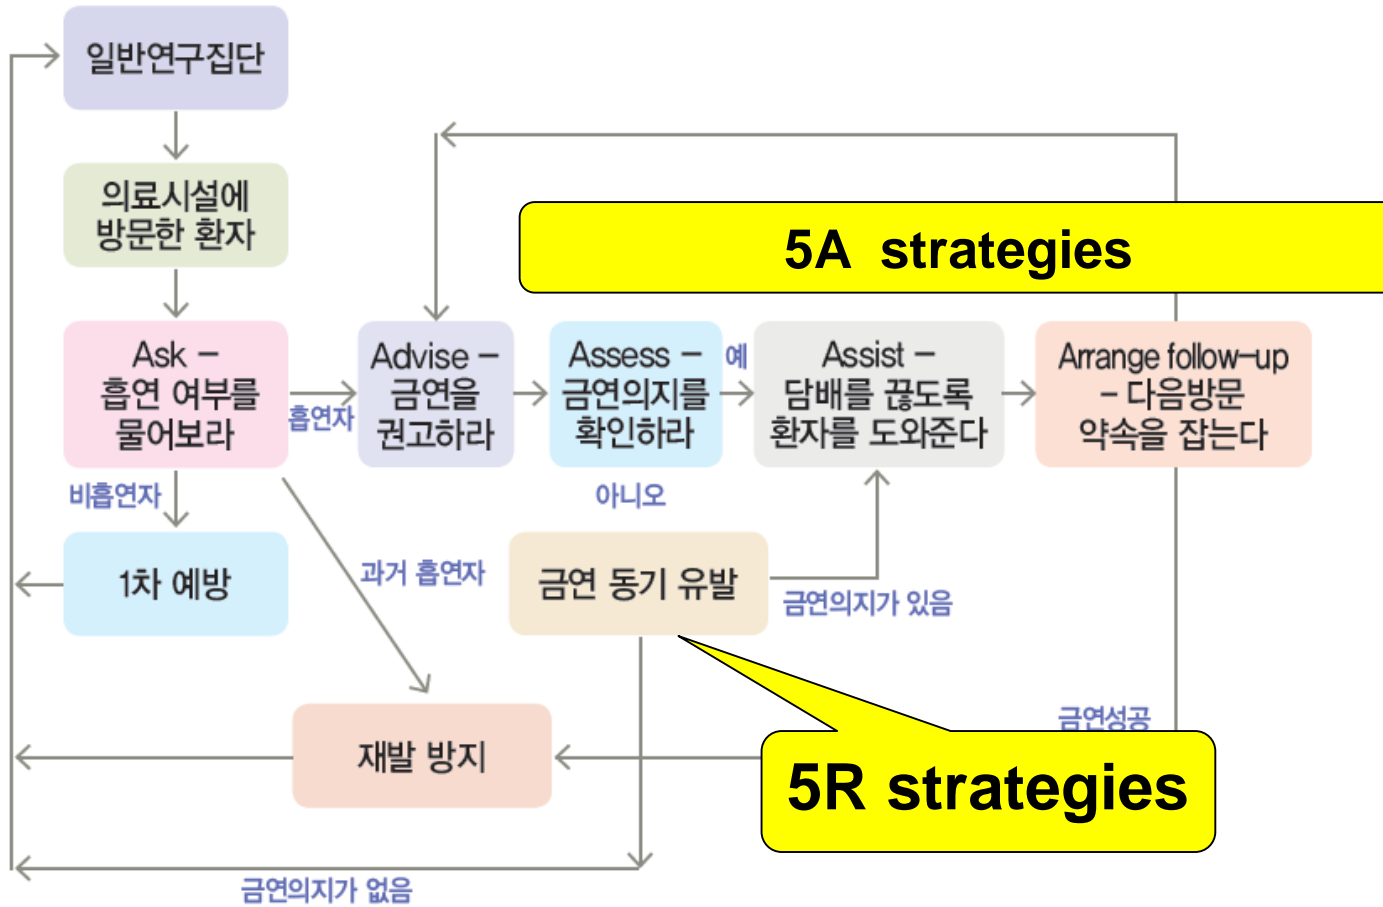 일반연구집단
의료시설에
방문한 환자
5A strategies
Ask –
흡연 여부를
물어보라
흡연자
Advise –
금연을
권고하라
Assess –
금연의지를
확인하라
예
Assist –
담배를 끊도록
환자를 도와준다
Arrange follow-up
– 다음방문
약속을 잡는다
비흡연자
아니오
1차 예방
과거 흡연자
금연 동기 유발
금연의지가 있음
재발 방지
금연성공
5R strategies
금연의지가 없음